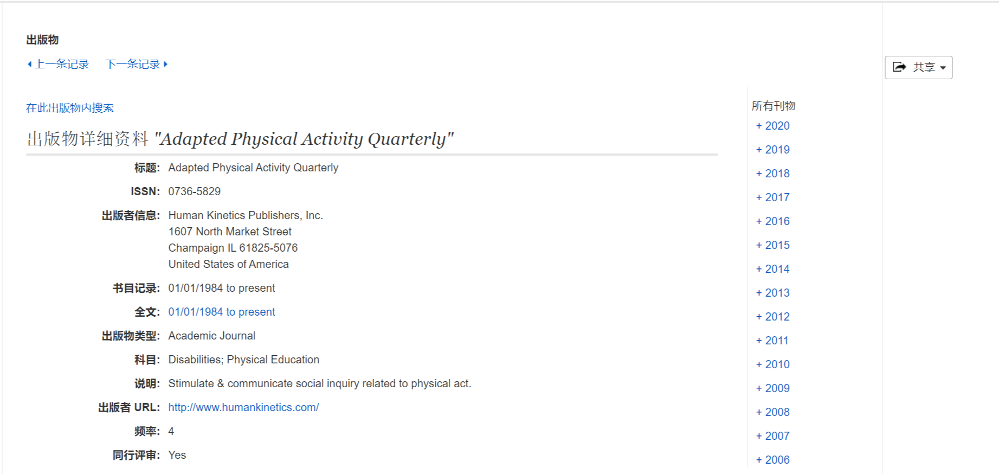 出版物
上一条记录 下一条记录
共享
在此出版物内搜索
出版物详细资料 "Adapted Physical Activity Quarterly"
标题: Adapted Physical Activity Quarterly
ISSN: 0736-5829
出版者信息: Human Kinetics Publishers, Inc.
1607 North Market Street
Champaign IL 61825-5076
United States of America
书目记录: 01/01/1984 to present
全文: 01/01/1984 to present
出版物类型: Academic Journal
科目: Disabilities; Physical Education
说明: Stimulate & communicate social inquiry related to physical act.
出版者 URL: http://www.humankinetics.com/
频率: 4
同行评审: Yes
所有刊物
+ 2020
+ 2019
+ 2018
+ 2017
+ 2016
+ 2015
+ 2014
+ 2013
+ 2012
+ 2011
+ 2010
+ 2009
+ 2008
+ 2007
+ 2006